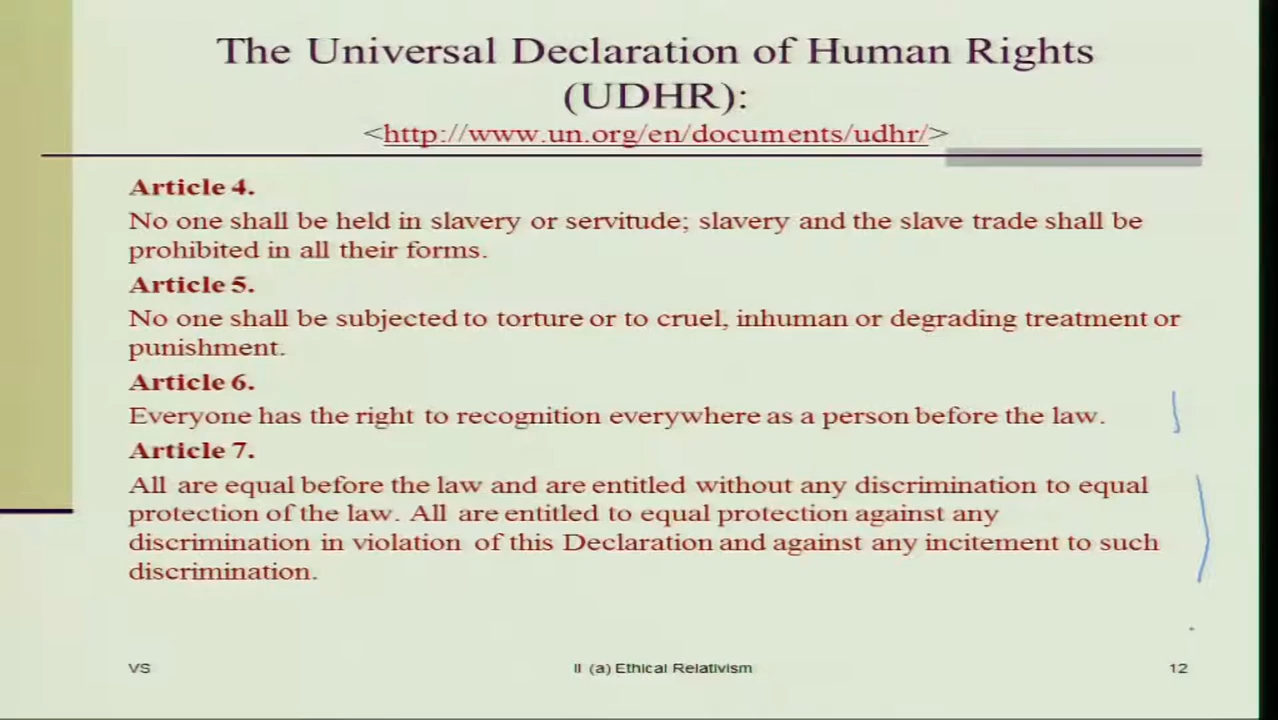 The Universal Declaration of Human Rights
(UDHR):
<http://www.un.org/en/documents/udhr/>
Article 4.
No one shall be held in slavery or servitude; slavery and the slave trade shall be
prohibited in all their forms.
Article 5.
No one shall be subjected to torture or to cruel, inhuman or degrading treatment or
punishment.
Article 6.
Everyone has the right to recognition everywhere as a person before the law.
Article 7.
All are equal before the law and are entitled without any discrimination to equal
protection of the law. All are entitled to equal protection against any
discrimination in violation of this Declaration and against any incitement to such
discrimination.
VS II (a) Ethical Relativism 12